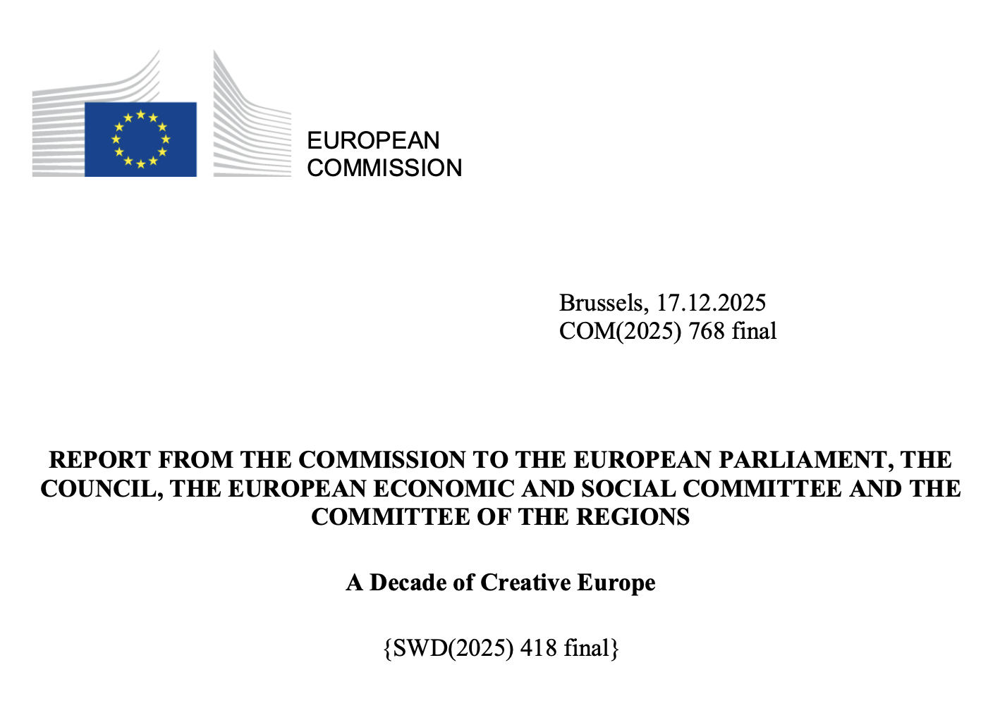 EUROPEAN
COMMISSION
Brussels, 17.12.2025
COM(2025) 768 final
REPORT FROM THE COMMISSION TO THE EUROPEAN PARLIAMENT, THE
COUNCIL, THE EUROPEAN ECONOMIC AND SOCIAL COMMITTEE AND THE
COMMITTEE OF THE REGIONS
A Decade of Creative Europe
{SWD(2025) 418 final}